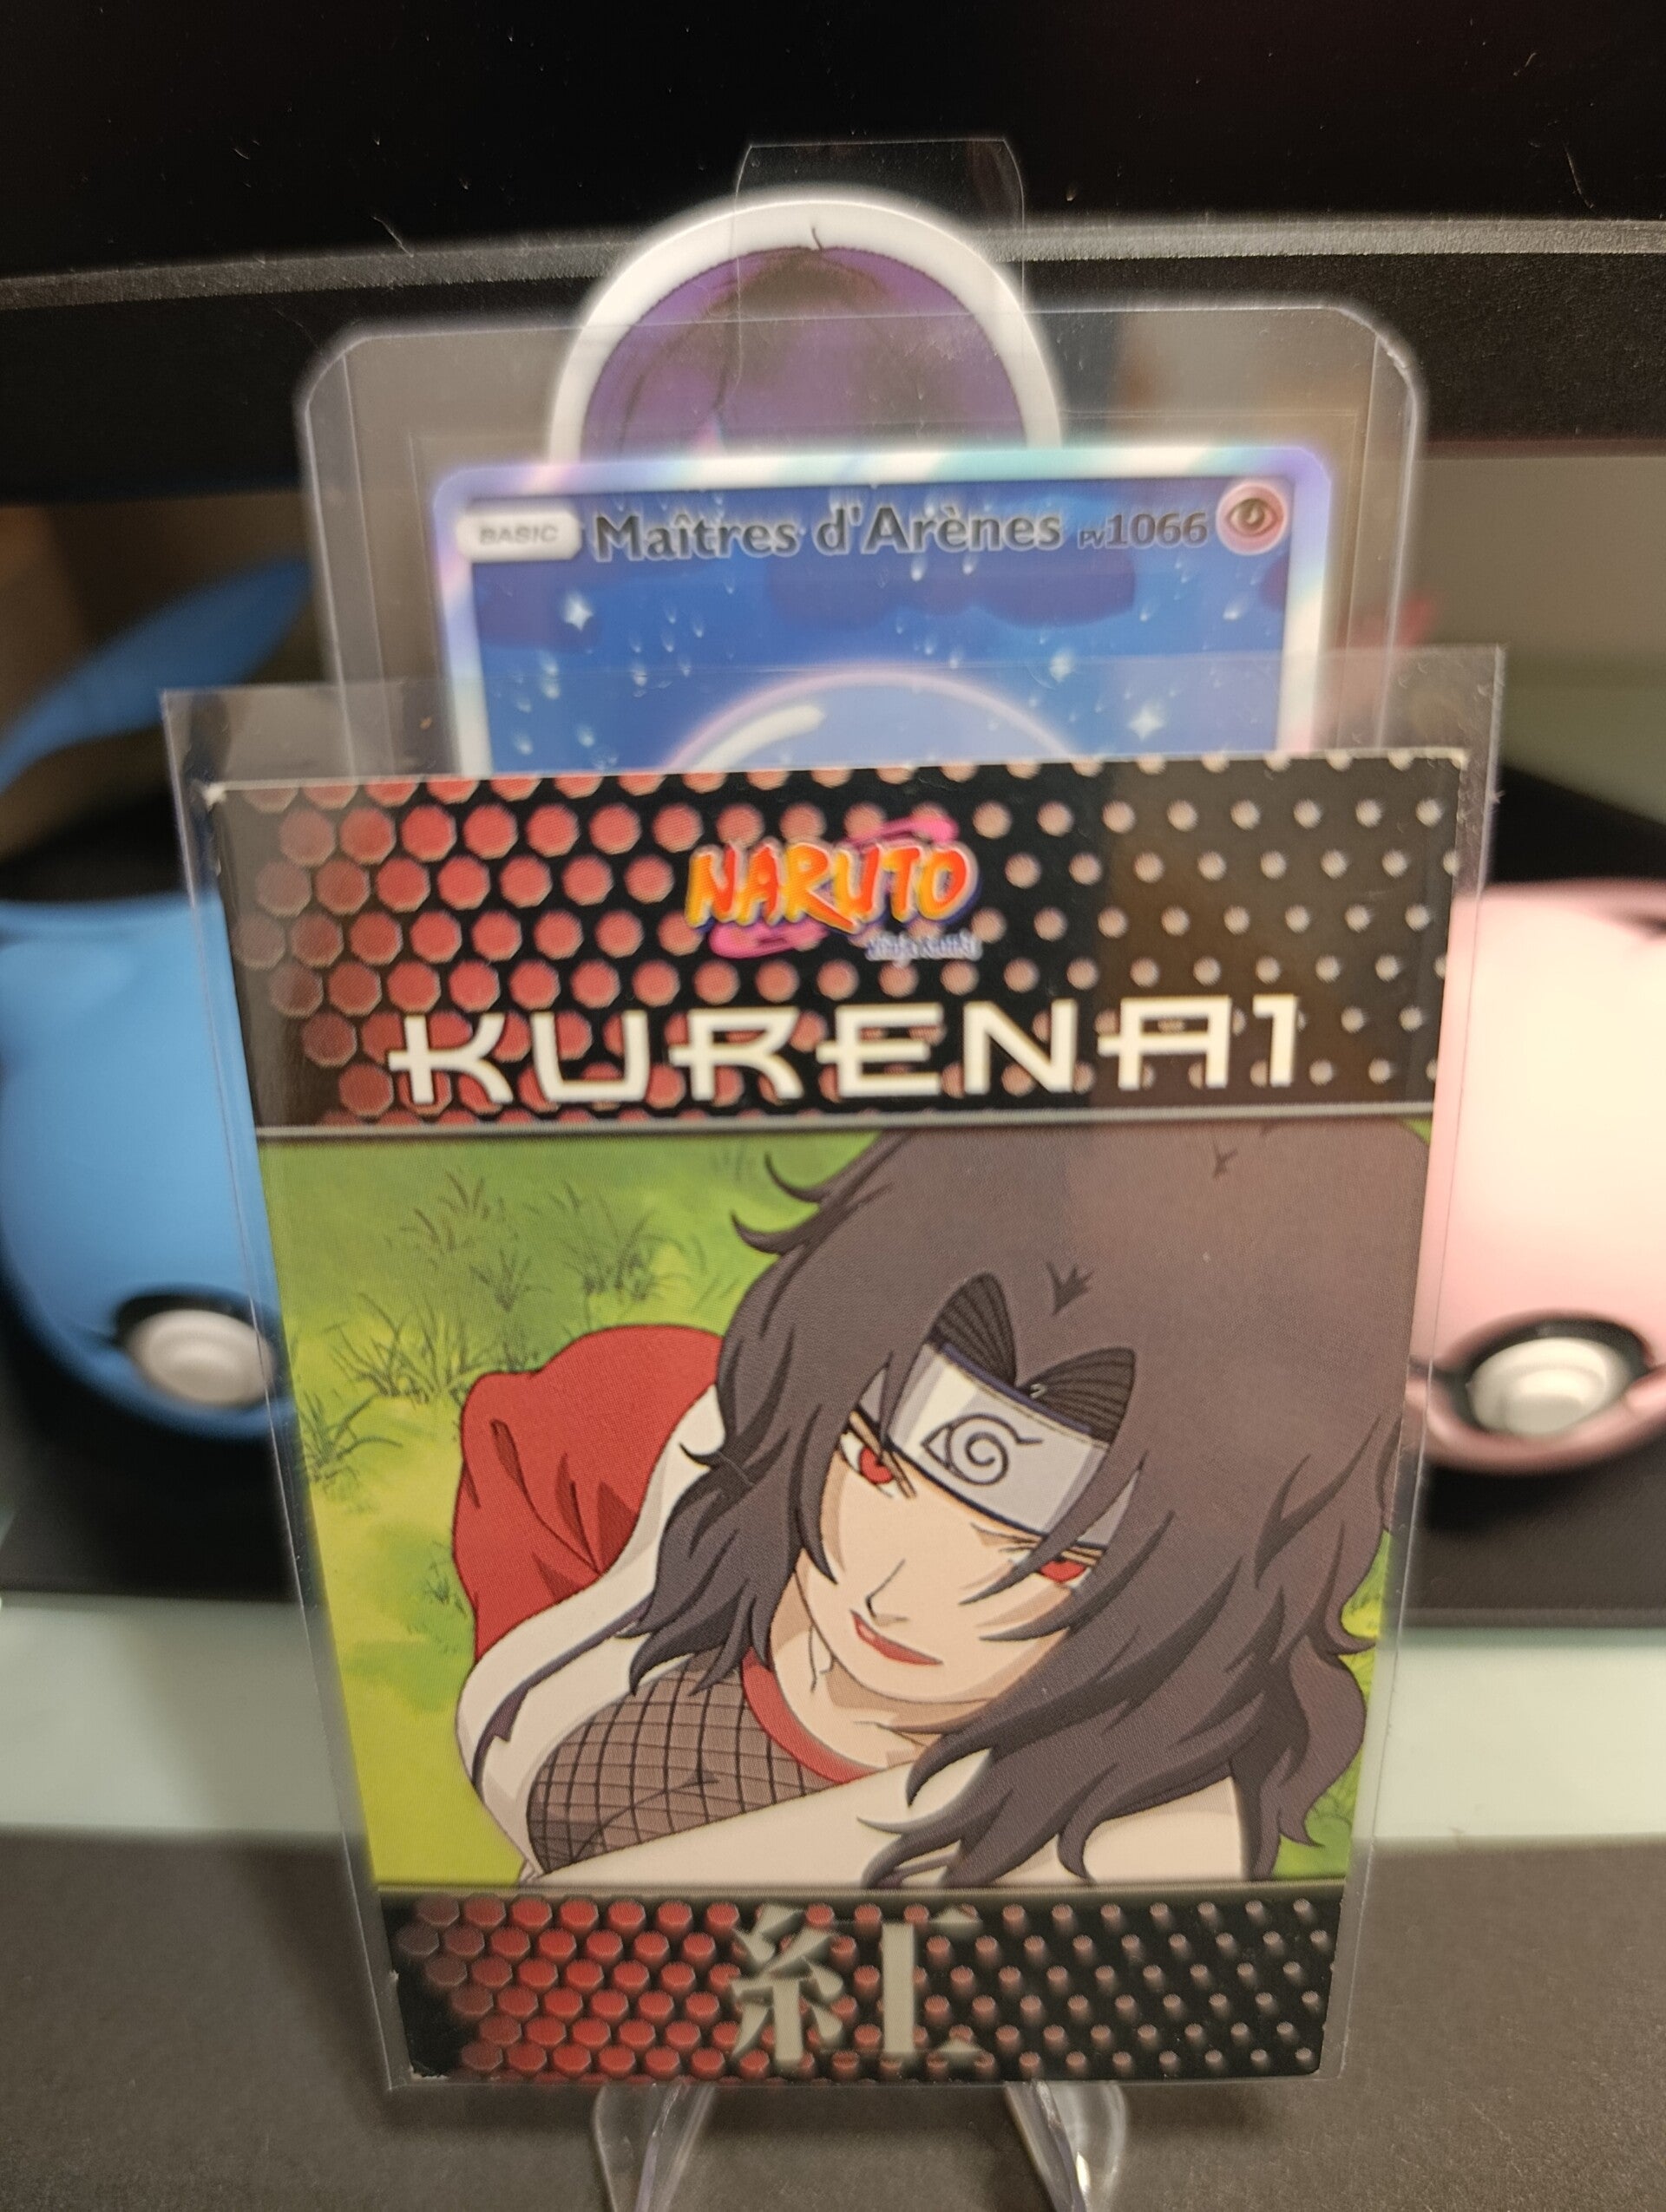 BASIC Maîtres d'Arènes PV1066
NARUTO
KURENAI
紅